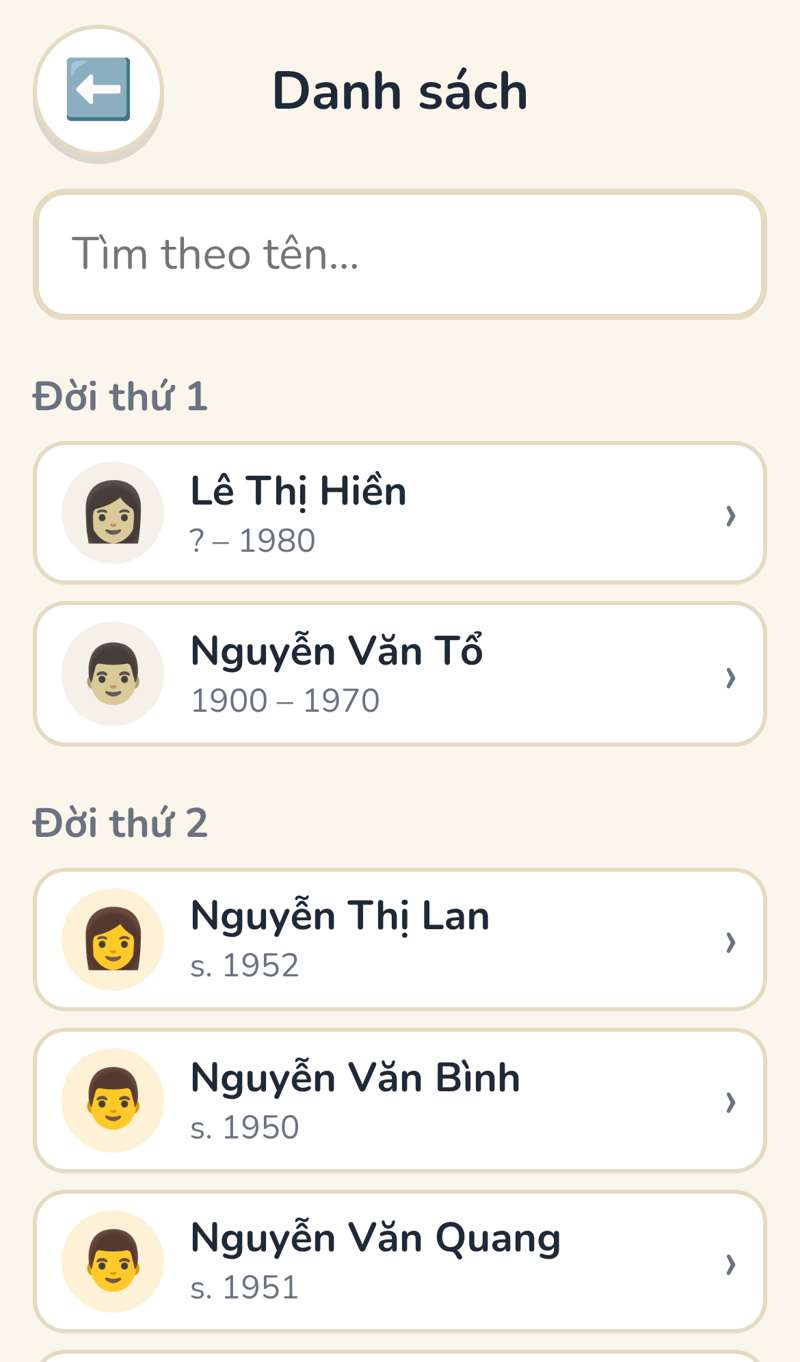 Danh sách
Tìm theo tên...
Đời thứ 1
Lê Thị Hiền
? – 1980
Nguyễn Văn Tổ
1900 – 1970
Đời thứ 2
Nguyễn Thị Lan
s. 1952
Nguyễn Văn Bình
s. 1950
Nguyễn Văn Quang
s. 1951